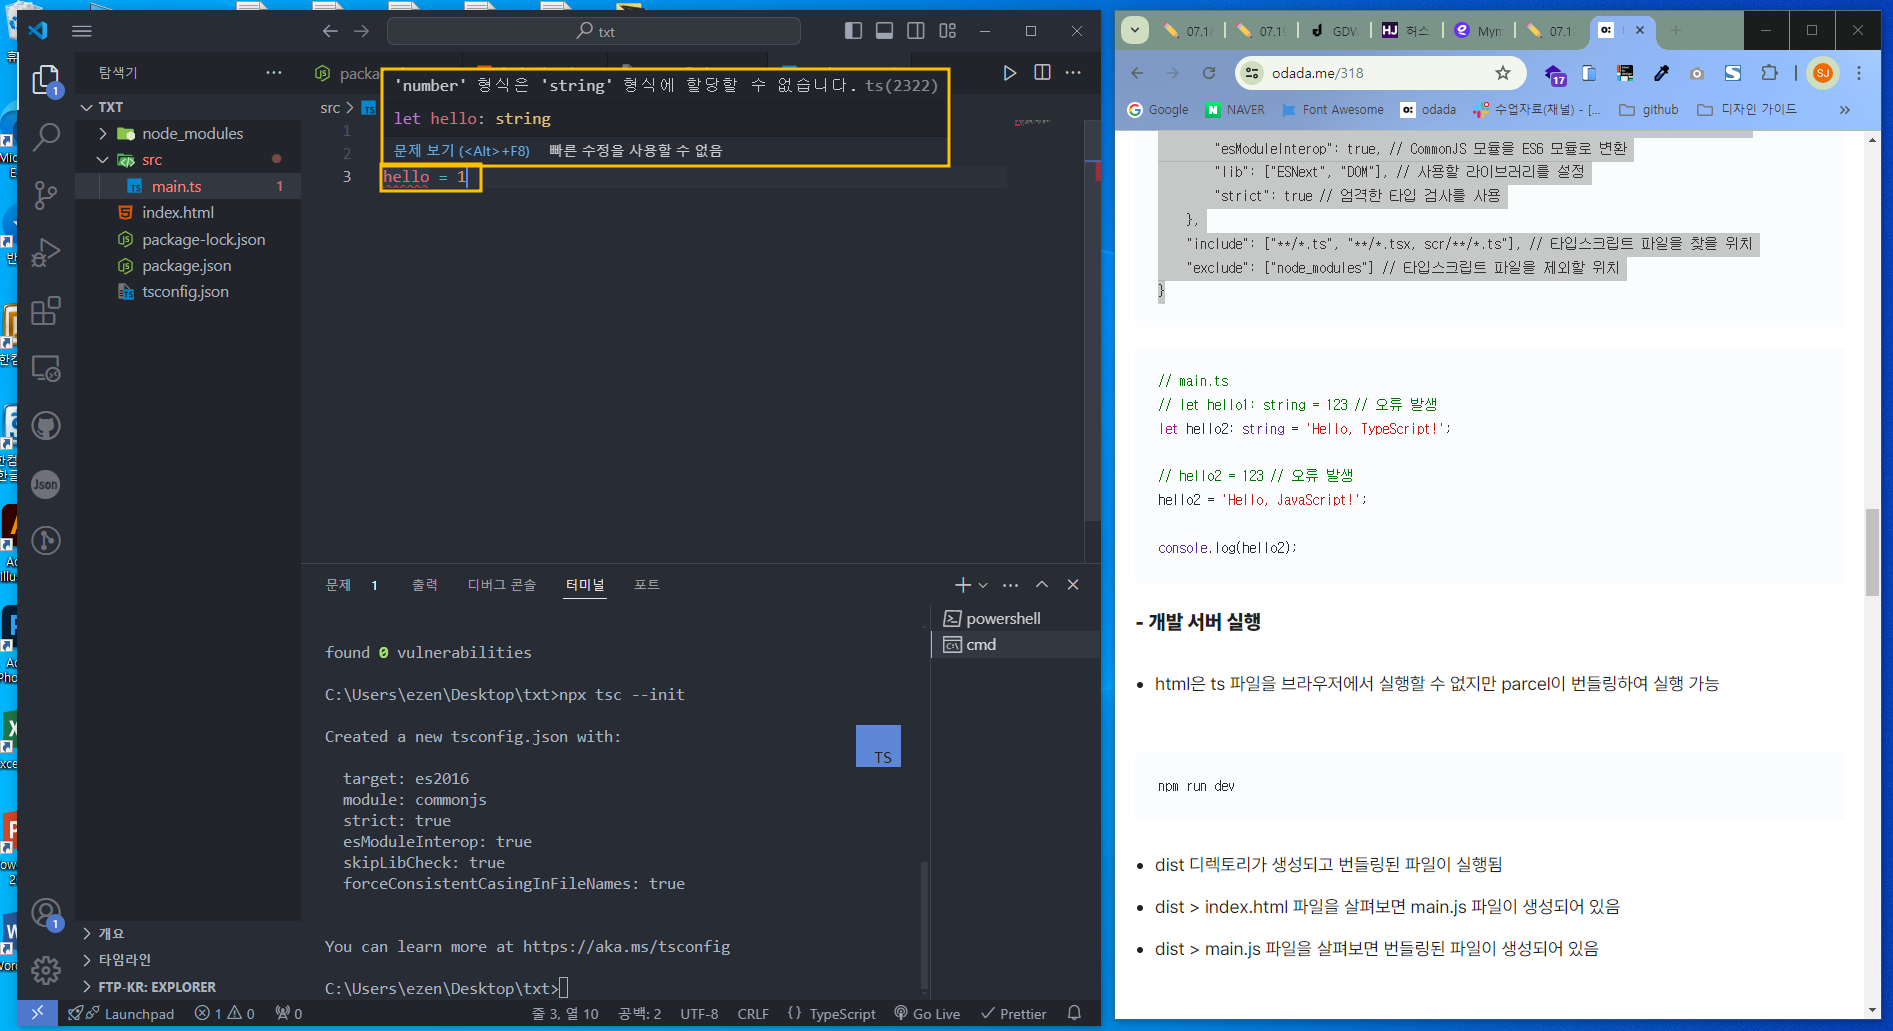 txt
탐색기
TXT
node_modules
src
main.ts
1
index.html
package-lock.json
package.json
tsconfig.json
개요
타임라인
FTP-KR: EXPLORER
Json
1
1
packa
src
'number' 형식은 'string' 형식에 할당할 수 없습니다. ts(2322)
let hello: string
문제 보기 (<Alt>+F8) 빠른 수정을 사용할 수 없음
1
2
3
hello = 1
문제 1 출력 디버그 콘솔 터미널 포트
powershell
cmd
found 0 vulnerabilities
C:\Users\ezen\Desktop\txt>npx tsc --init
Created a new tsconfig.json with:
TS
target: es2016
module: commonjs
strict: true
esModuleInterop: true
skipLibCheck: true
forceConsistentCasingInFileNames: true
You can learn more at https://aka.ms/tsconfig
C:\Users\ezen\Desktop\txt>
Launchpad 1 0 0 줄 3, 열 10 공백: 2 UTF-8 CRLF {} TypeScript Go Live Prettier
07.1 07.1 GDV HJ 허스 Myn 07.1 o:
odada.me/318
17
SJ
Google NAVER Font Awesome odada 수업자료(채널) - [... github 디자인 가이드
"esModuleInterop": true, // CommonJS 모듈을 ES6 모듈로 변환
"lib": ["ESNext", "DOM"], // 사용할 라이브러리를 설정
"strict": true // 엄격한 타입 검사를 사용
},
"include": ["**/*.ts", "**/*.tsx, scr/**/*.ts"], // 타입스크립트 파일을 찾을 위치
"exclude": ["node_modules"] // 타입스크립트 파일을 제외할 위치
}
// main.ts
// let hello1: string = 123 // 오류 발생
let hello2: string = 'Hello, TypeScript!';
// hello2 = 123 // 오류 발생
hello2 = 'Hello, JavaScript!';
console.log(hello2);
- 개발 서버 실행
• html은 ts 파일을 브라우저에서 실행할 수 없지만 parcel이 번들링하여 실행 가능
npm run dev
• dist 디렉토리가 생성되고 번들링된 파일이 실행됨
• dist > index.html 파일을 살펴보면 main.js 파일이 생성되어 있음
• dist > main.js 파일을 살펴보면 번들링된 파일이 생성되어 있음